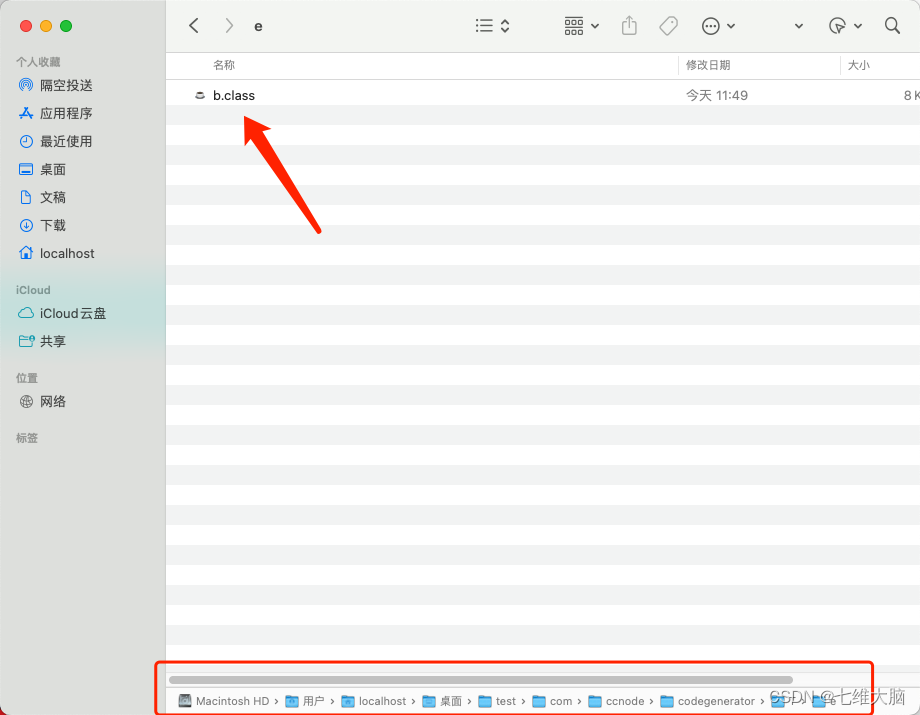 e
个人收藏
隔空投送
应用程序
最近使用
桌面
文稿
下载
localhost
iCloud
iCloud云盘
共享
位置
网络
标签
名称 修改日期 大小
b.class 今天 11:49 8 K
Macintosh HD › 用户 › localhost › 桌面 › test › com › ccnode › codegenerator ›
CSDN @七维大脑